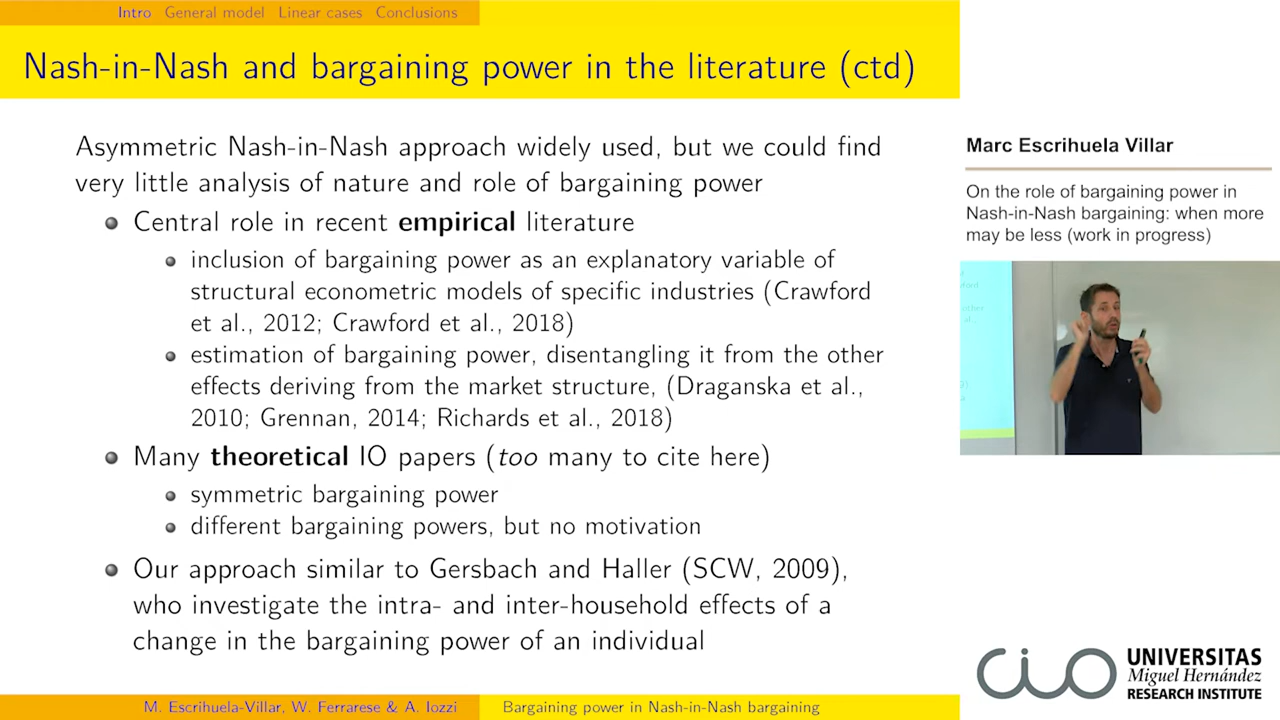 Intro General model Linear cases Conclusions
Nash-in-Nash and bargaining power in the literature (ctd)
Asymmetric Nash-in-Nash approach widely used, but we could find
very little analysis of nature and role of bargaining power
Central role in recent empirical literature
inclusion of bargaining power as an explanatory variable of
structural econometric models of specific industries (Crawford
et al., 2012; Crawford et al., 2018)
estimation of bargaining power, disentangling it from the other
effects deriving from the market structure, (Draganska et al.,
2010; Grennan, 2014; Richards et al., 2018)
Many theoretical IO papers (too many to cite here)
symmetric bargaining power
different bargaining powers, but no motivation
Our approach similar to Gersbach and Haller (SCW, 2009),
who investigate the intra- and inter-household effects of a
change in the bargaining power of an individual
M. Escrihuela-Villar, W. Ferrarese & A. Iozzi Bargaining power in Nash-in-Nash bargaining
Marc Escrihuela Villar
On the role of bargaining power in
Nash-in-Nash bargaining: when more
may be less (work in progress)
cio
UNIVERSITAS
Miguel Hernández
RESEARCH INSTITUTE